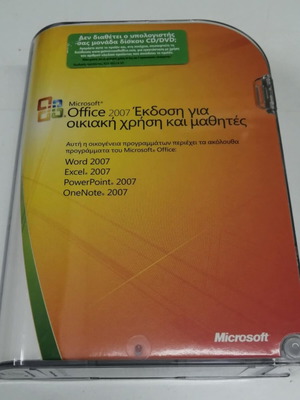 Δεν διαθέτει ο υπολογιστής
σας μονάδα δίσκου CD/DVD;
Microsoft®
Office 2007 Έκδοση για
οικιακή χρήση και μαθητές
Αυτή η οικογένεια προγραμμάτων περιέχει τα ακόλουθα
προγράμματα του Microsoft® Office:
Word 2007
Excel® 2007
PowerPoint® 2007
OneNote® 2007
Microsoft